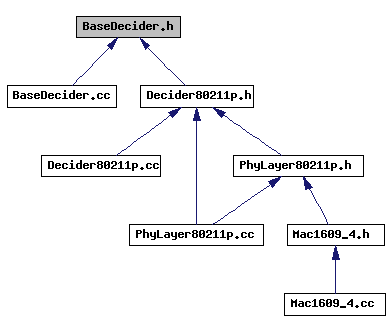 BaseDecider.h
BaseDecider.cc
Decider80211p.h
Decider80211p.cc
PhyLayer80211p.h
PhyLayer80211p.cc
Mac1609_4.h
Mac1609_4.cc